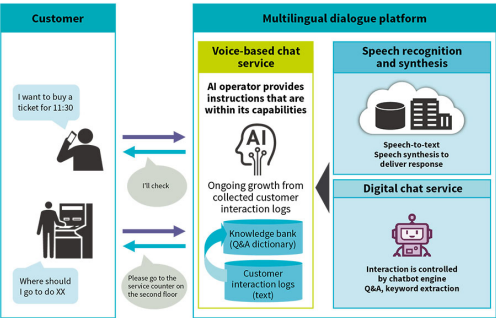 Customer
I want to buy a
ticket for 11:30
I'll check
Where should
I go to do XX
Please go to the
service counter on
the second floor
Multilingual dialogue platform
Voice-based chat
service
AI operator provides
instructions that are
within its capabilities
AI
Ongoing growth from
collected customer
interaction logs
Knowledge bank
(Q&A dictionary)
Customer
interaction logs
(text)
Speech recognition
and synthesis
Speech-to-text
Speech synthesis to
deliver response
Digital chat service
Interaction is controlled
by chatbot engine
Q&A, keyword extraction